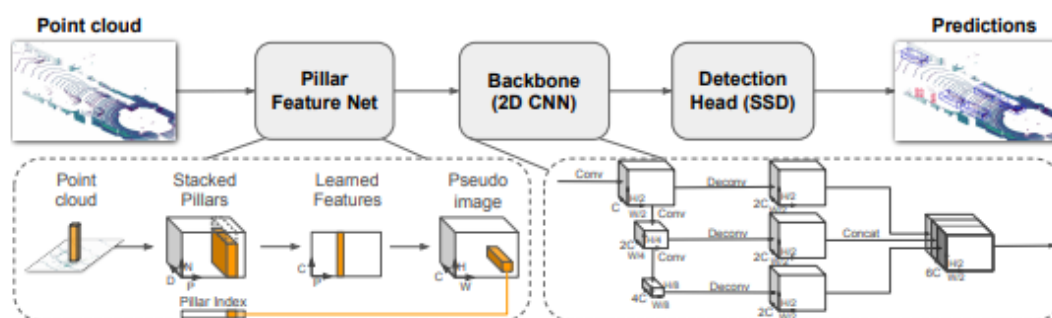 Point cloud
Predictions
Pillar
Feature Net
Backbone
(2D CNN)
Detection
Head (SSD)
Point
cloud
Stacked
Pillars
Learned
Features
Pseudo
image
D
N
P
C
P
C
H
W
Pillar Index
Conv
C
H/2
W/2
Conv
2C
H/4
W/4
Conv
4C
H/8
W/8
Deconv
2C
H/2
W/2
Deconv
2C
H/2
Deconv
2C
H/2
W/2
Concat
6C
H/2
W/2